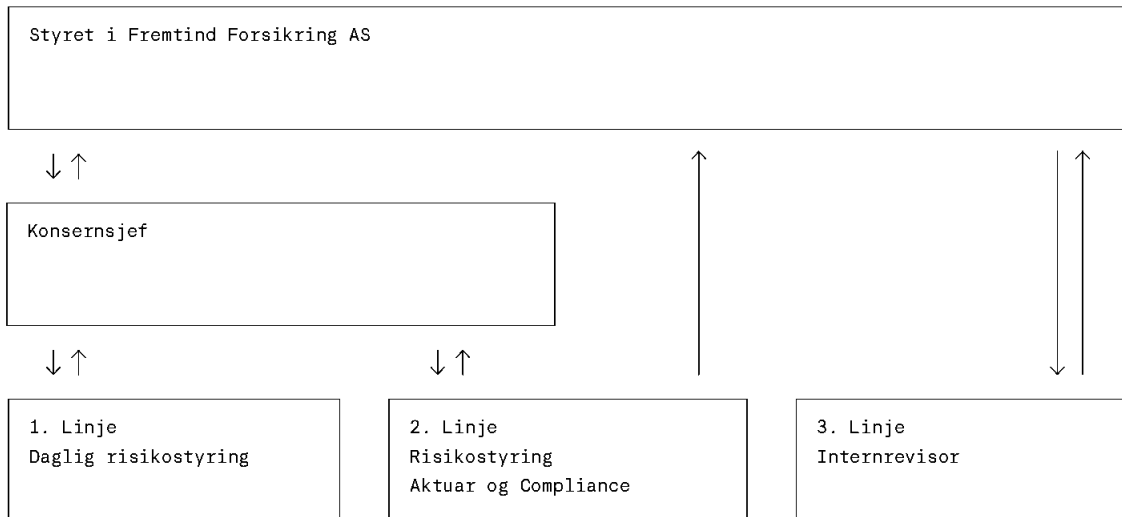 Styret i Fremtind Forsikring AS
Konsernsjef
1. Linje
Daglig risikostyring
2. Linje
Risikostyring
Aktuar og Compliance
3. Linje
Internrevisor